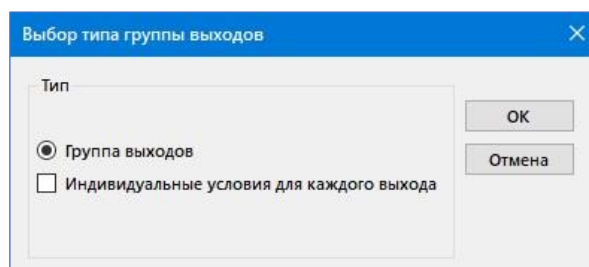 Выбор типа группы выходов
Тип
Группа выходов
Индивидуальные условия для каждого выхода
ОК
Отмена